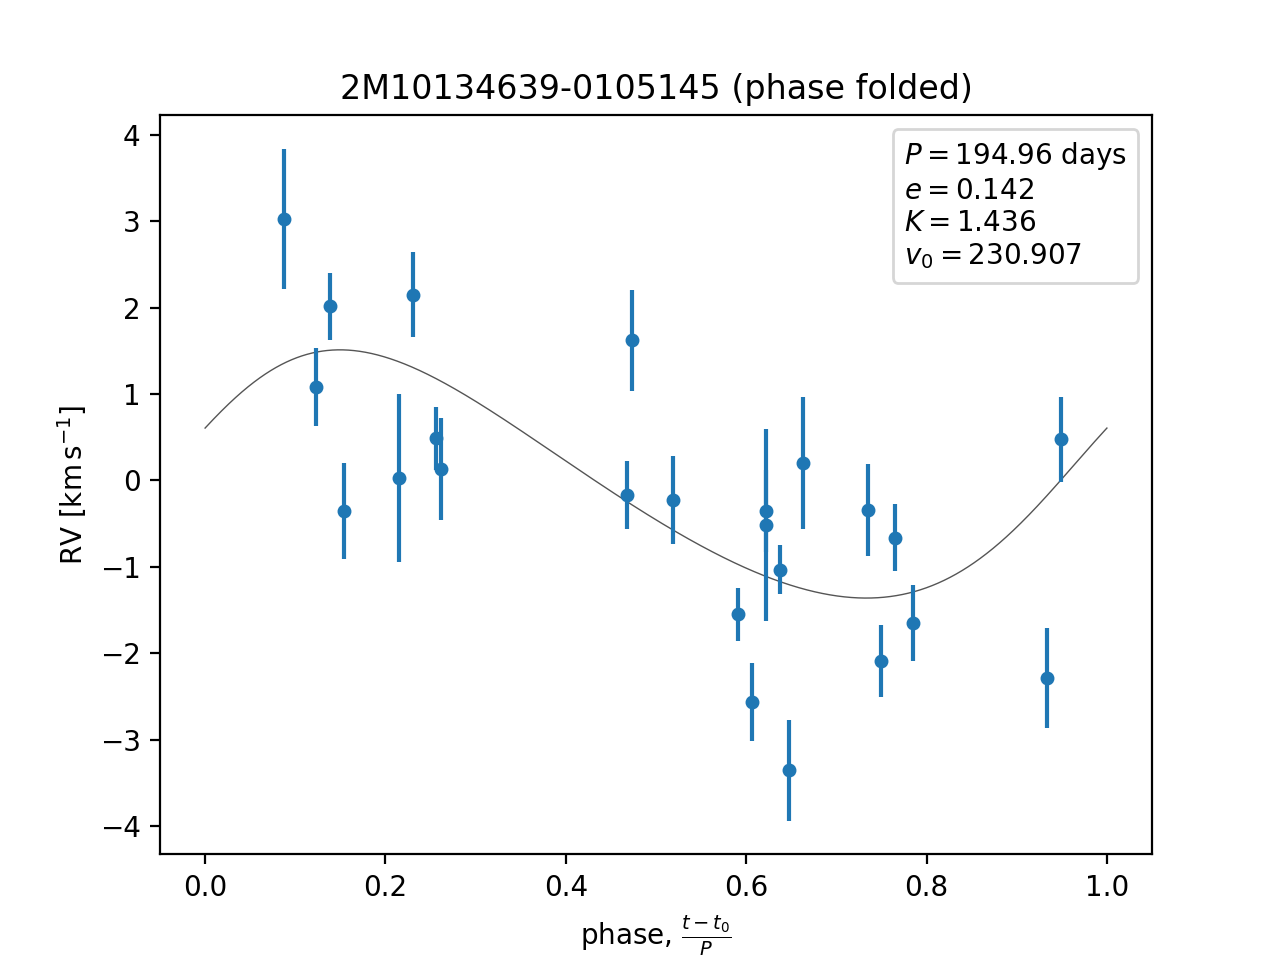 2M10134639-0105145 (phase folded)
P = 194.96 days
e = 0.142
K = 1.436
v₀ = 230.907
4
3
2
1
0
−1
−2
−3
−4
RV [km s⁻¹]
0.0 0.2 0.4 0.6 0.8 1.0
phase, (t − t₀)/P